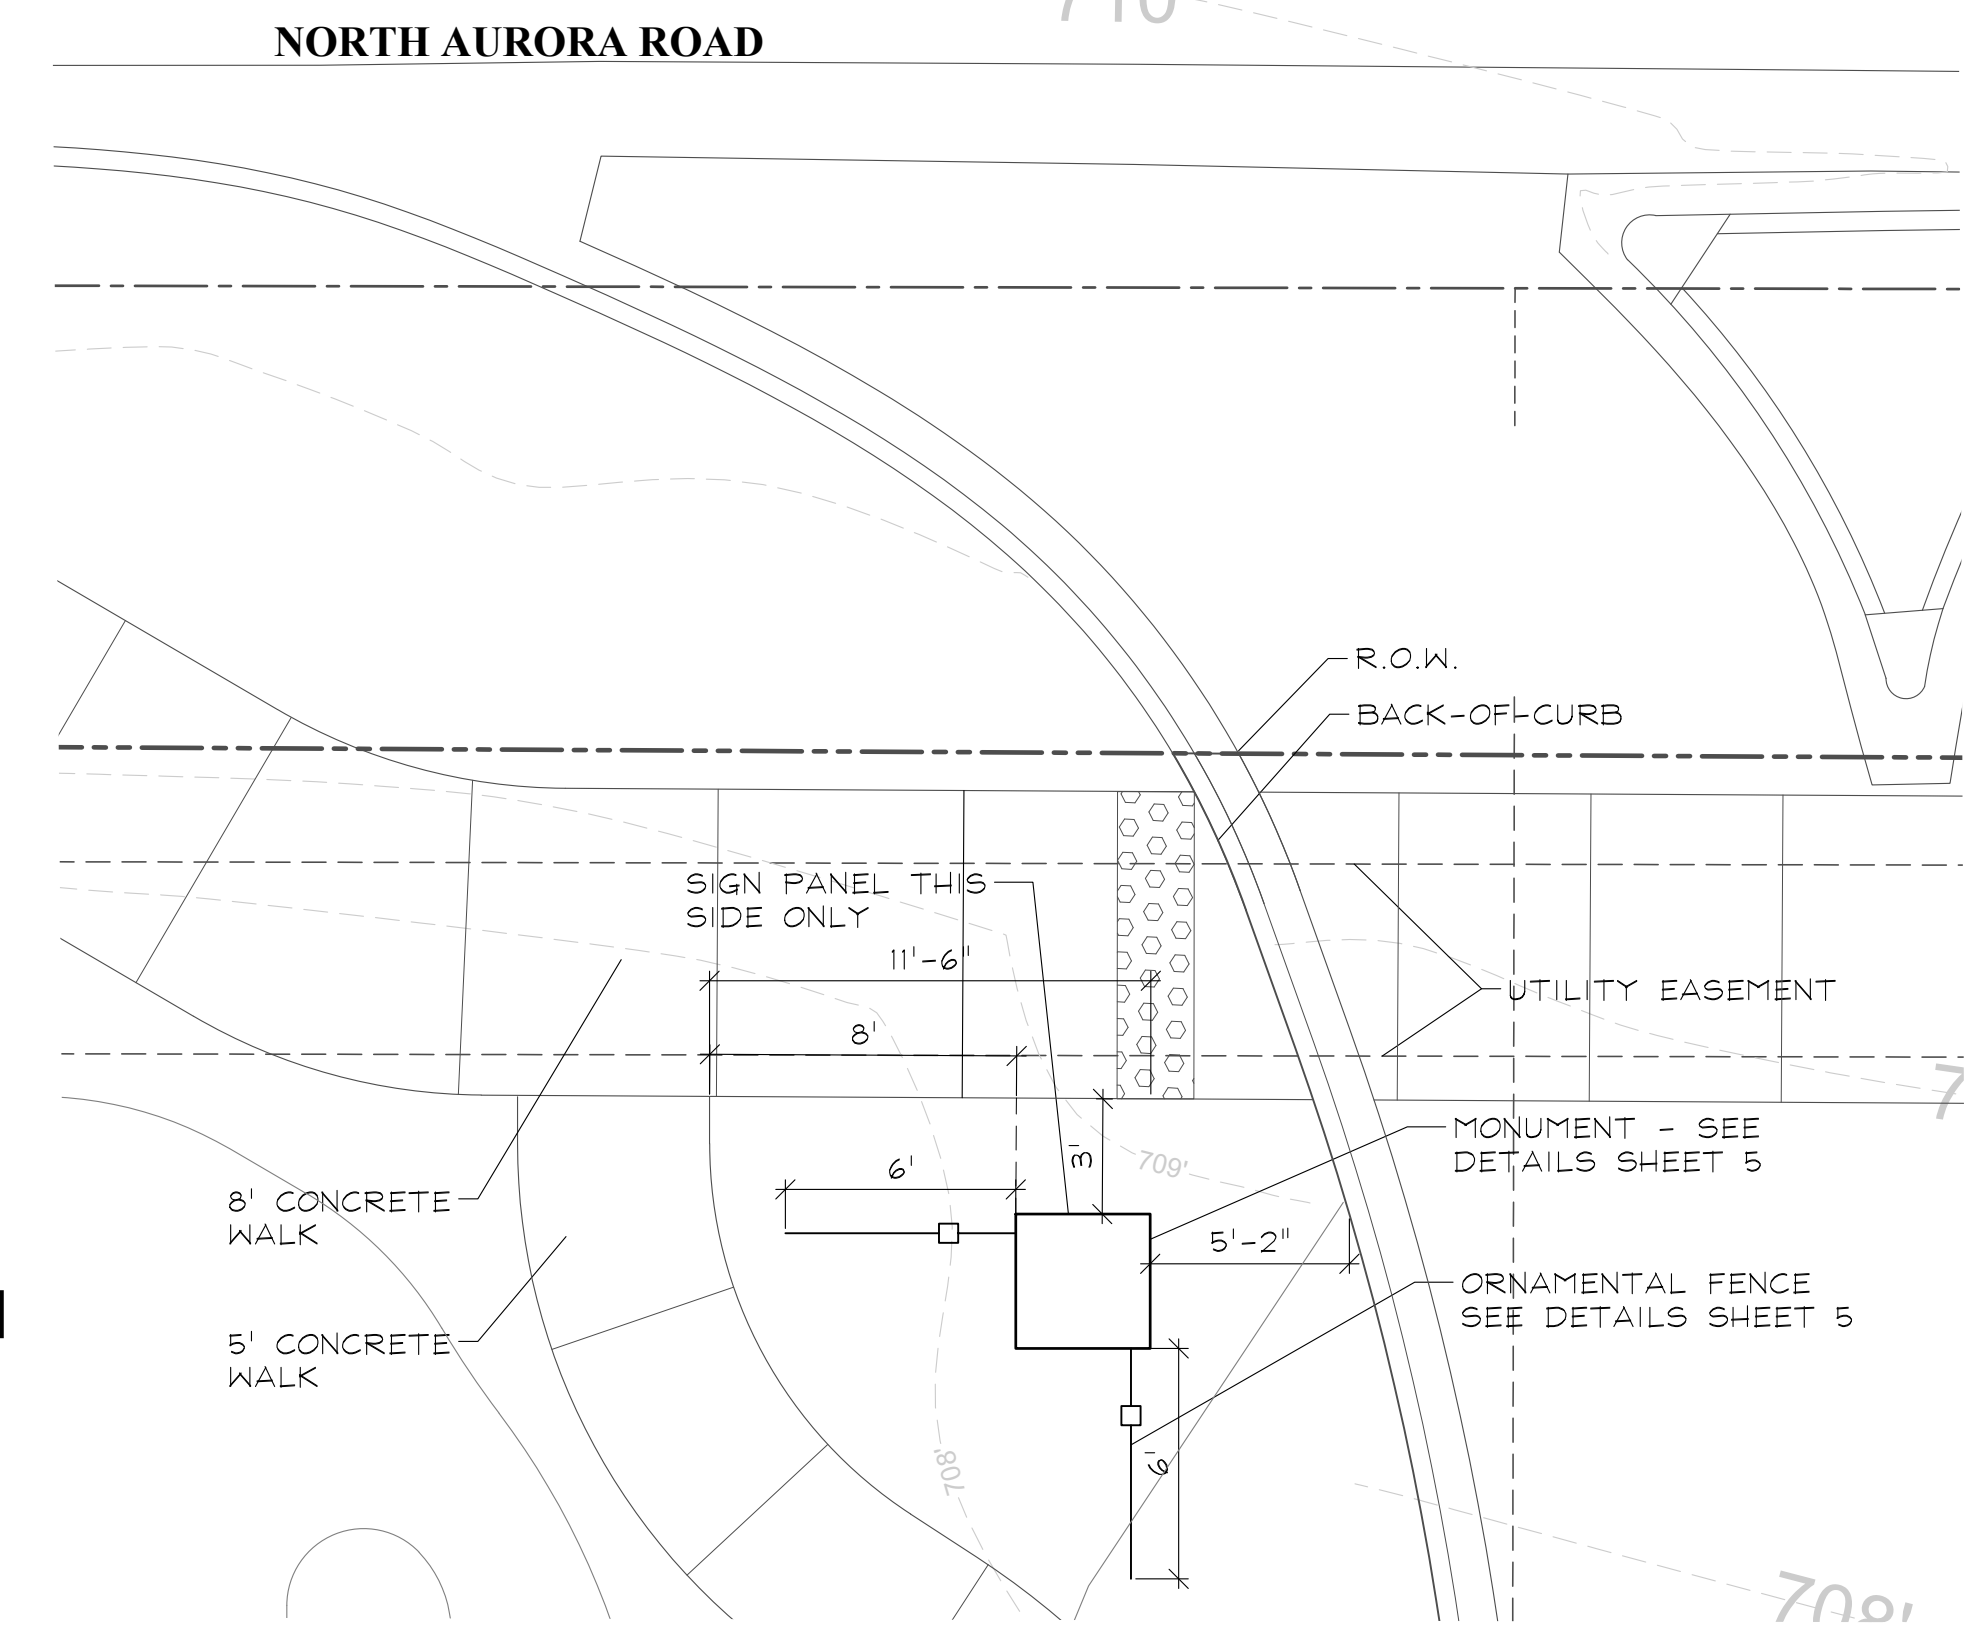 710'
NORTH AURORA ROAD
R.O.W.
BACK-OF-CURB
SIGN PANEL THIS
SIDE ONLY
11'-6"
UTILITY EASEMENT
8'
MONUMENT - SEE
DETAILS SHEET 5
3'
709'
6'
8' CONCRETE
WALK
5'-2"
ORNAMENTAL FENCE
SEE DETAILS SHEET 5
5' CONCRETE
WALK
6'
708'
708'